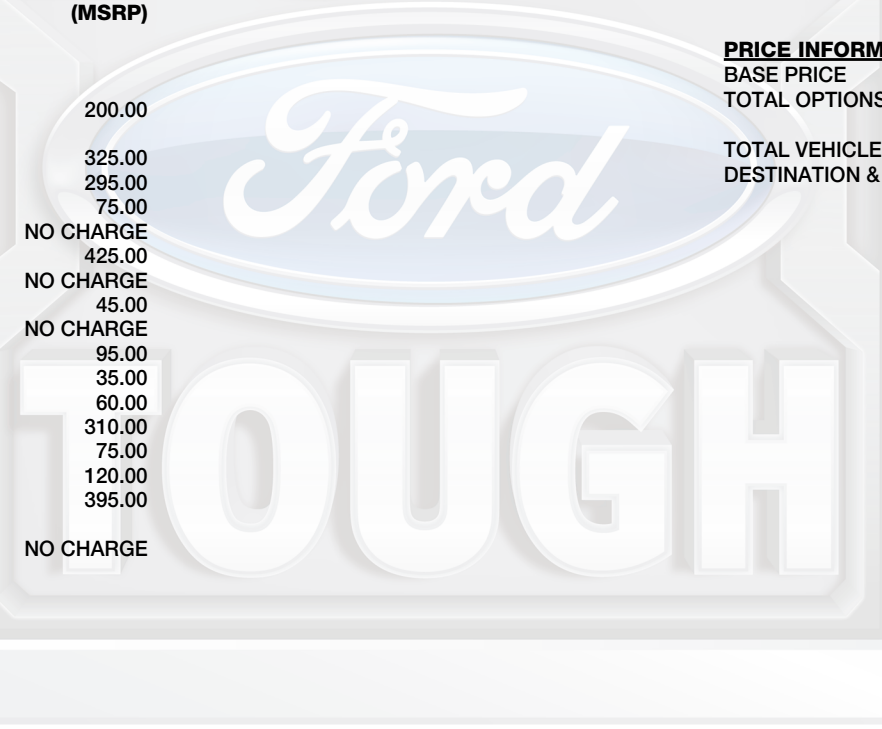 (MSRP)
200.00
325.00
295.00
75.00
NO CHARGE
425.00
NO CHARGE
45.00
NO CHARGE
95.00
35.00
60.00
310.00
75.00
120.00
395.00
NO CHARGE
PRICE INFORM
BASE PRICE
TOTAL OPTIONS
TOTAL VEHICLE
DESTINATION &
Ford
TOUGH